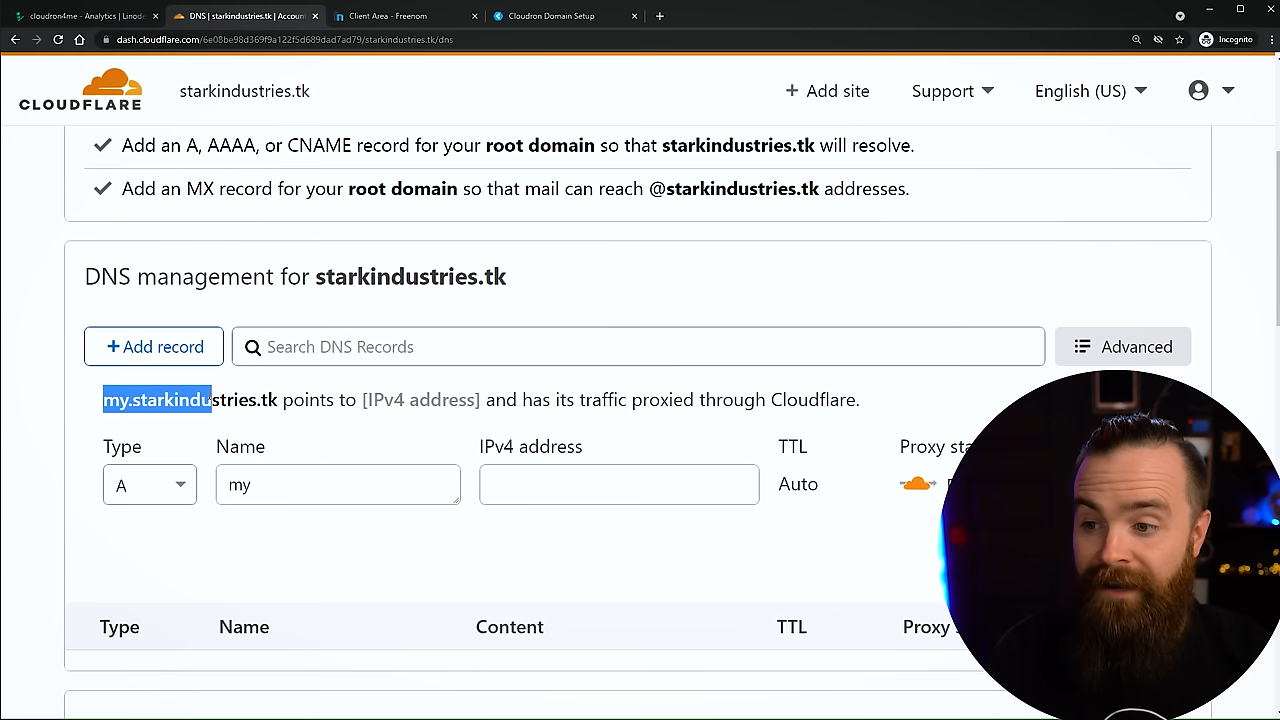 cloudron4me - Analytics | Linode
DNS | starkindustries.tk | Account
Client Area - Freenom
Cloudron Domain Setup
dash.cloudflare.com/6e08be98d369f9a122f5d689dad7ad79/starkindustries.tk/dns
Incognito
CLOUDFLARE
starkindustries.tk
+ Add site
Support
English (US)
Add an A, AAAA, or CNAME record for your root domain so that starkindustries.tk will resolve.
Add an MX record for your root domain so that mail can reach @starkindustries.tk addresses.
DNS management for starkindustries.tk
+ Add record
Search DNS Records
Advanced
my.starkindustries.tk points to [IPv4 address] and has its traffic proxied through Cloudflare.
Type Name IPv4 address TTL Proxy
A my Auto
Type Name Content TTL Proxy